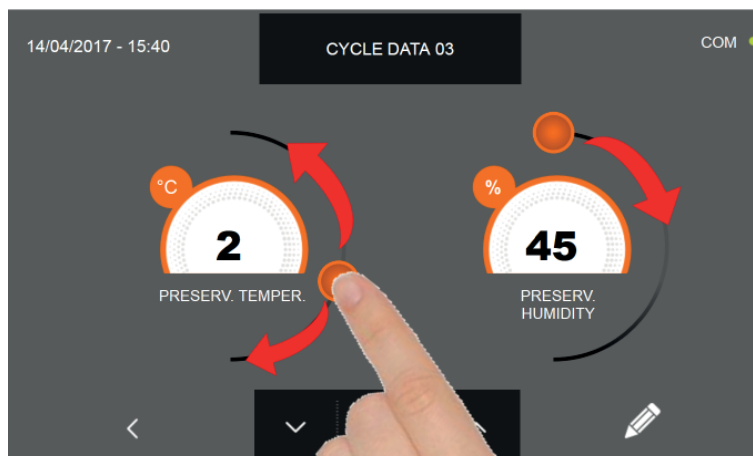 14/04/2017 - 15:40
CYCLE DATA 03
COM
°C
2
PRESERV. TEMPER.
%
45
PRESERV.
HUMIDITY